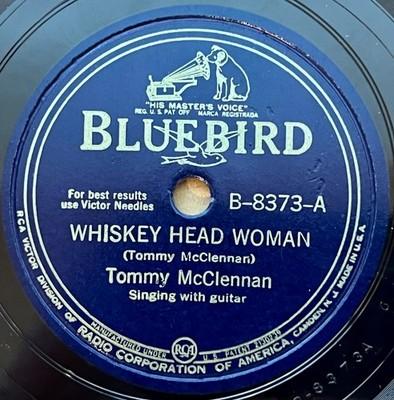 "HIS MASTER'S VOICE"
REG. U.S. PAT. OFF. MARCA REGISTRADA
BLUEBIRD
For best results
use Victor Needles
B-8373-A
WHISKEY HEAD WOMAN
(Tommy McClennan)
Tommy McClennan
Singing with guitar
MANUFACTURED UNDER RCA U.S. PATENT 2130239
RCA VICTOR DIVISION OF RADIO CORPORATION OF AMERICA, CAMDEN, N.J. MADE IN U.S.A.
8373A